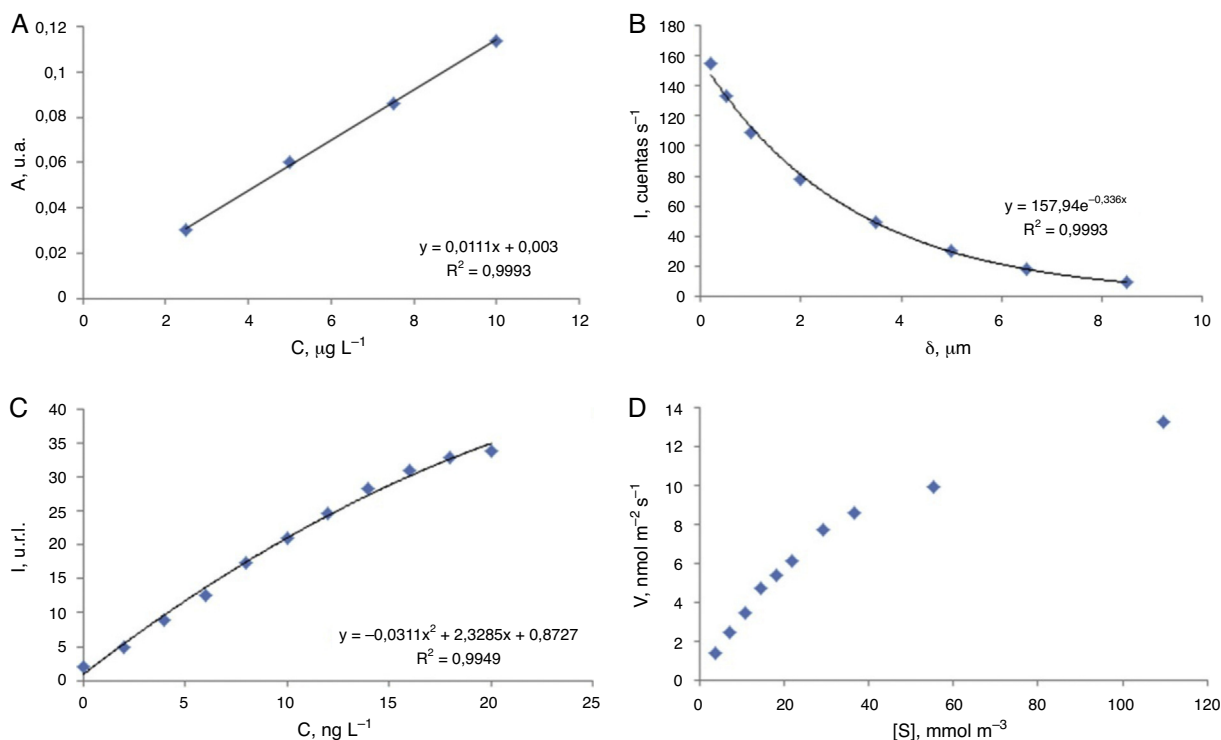 A
0,12
0,1
0,08
0,06
0,04
0,02
0
A, u.a.
y = 0,0111x + 0,003
R² = 0,9993
0 2 4 6 8 10 12
C, μg L⁻¹
B
180
160
140
120
100
80
60
40
20
0
I, cuentas s⁻¹
y = 157,94e⁻⁰,³³⁶ˣ
R² = 0,9993
0 2 4 6 8 10
δ, μm
C
40
35
30
25
20
15
10
5
0
I, u.r.l.
y = –0,0311x² + 2,3285x + 0,8727
R² = 0,9949
0 5 10 15 20 25
C, ng L⁻¹
D
14
12
10
8
6
4
2
0
V, nmol m⁻² s⁻¹
0 20 40 60 80 100 120
[S], mmol m⁻³